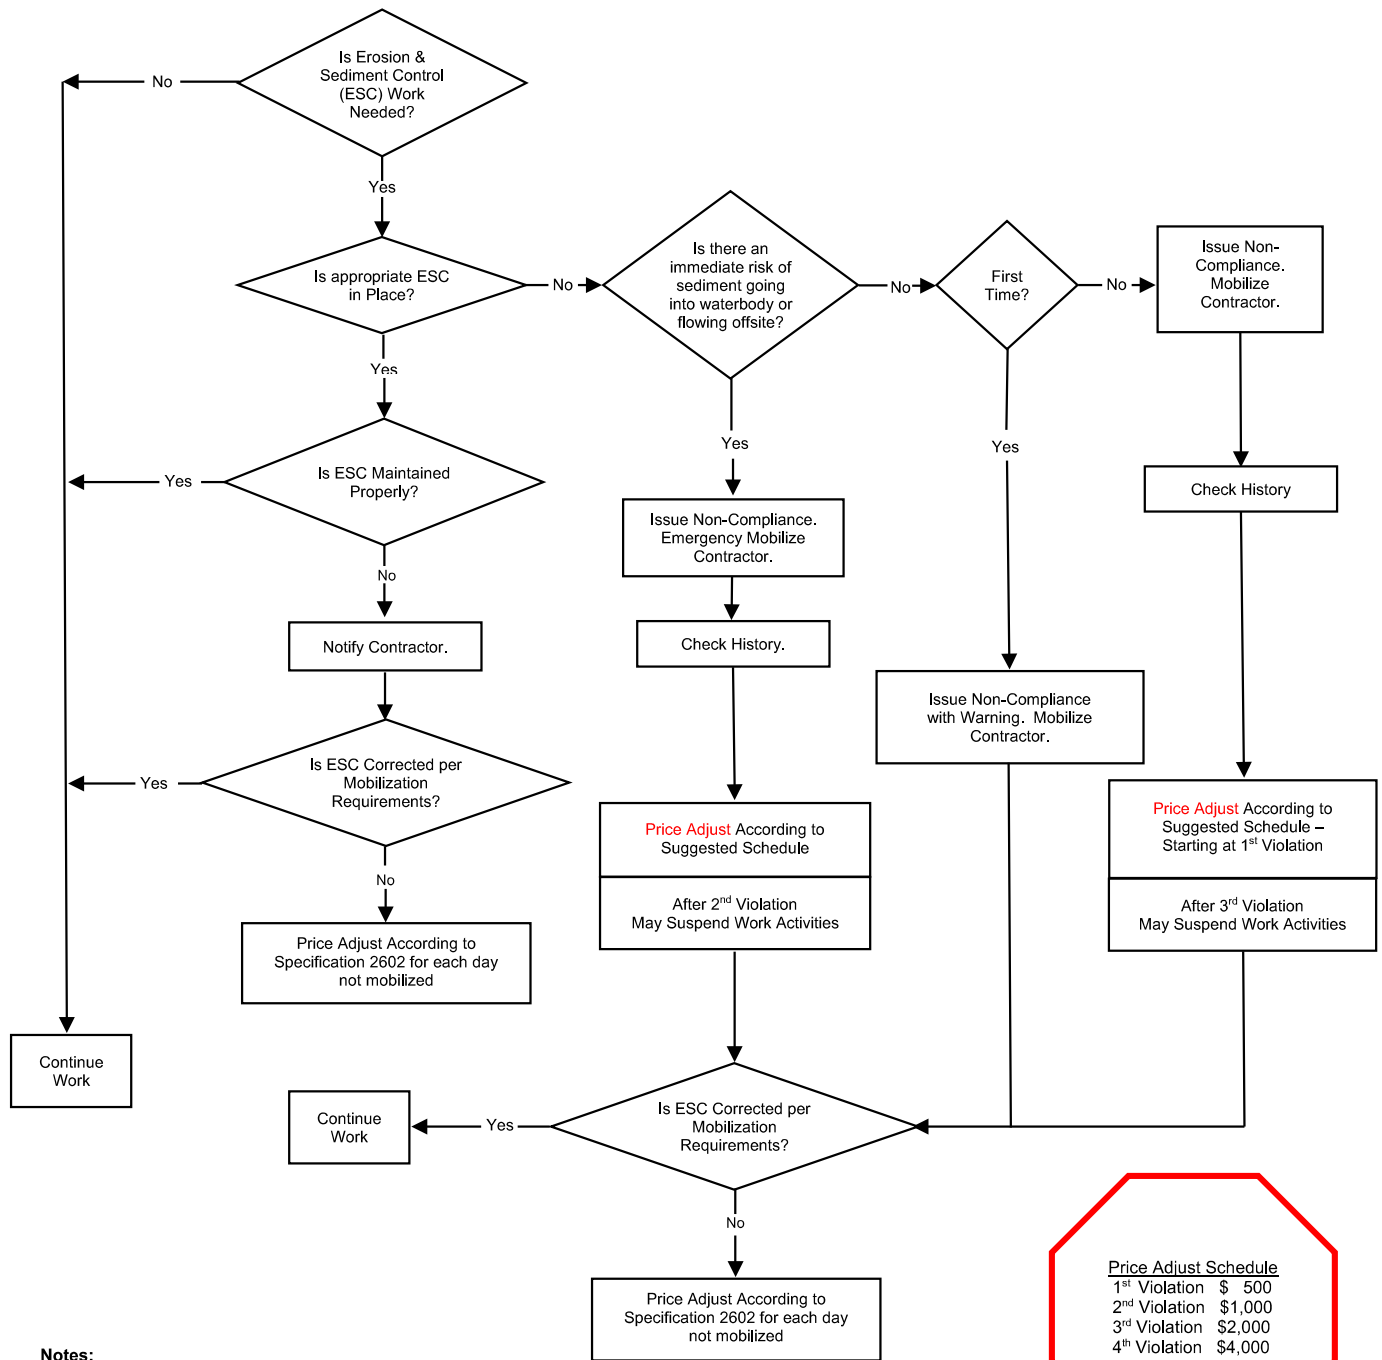 Is Erosion &
Sediment Control
(ESC) Work
Needed?
No
Yes
Is appropriate ESC
in Place?
No
Yes
Is there an
immediate risk of
sediment going
into waterbody or
flowing offsite?
No
Yes
First
Time?
No
Yes
Issue Non-
Compliance.
Mobilize
Contractor.
Check History
Price Adjust According to
Suggested Schedule –
Starting at 1st Violation
After 3rd Violation
May Suspend Work Activities
Is ESC Maintained
Properly?
Yes
No
Notify Contractor.
Is ESC Corrected per
Mobilization
Requirements?
Yes
No
Price Adjust According to
Specification 2602 for each day
not mobilized
Continue
Work
Issue Non-Compliance.
Emergency Mobilize
Contractor.
Check History.
Price Adjust According to
Suggested Schedule
After 2nd Violation
May Suspend Work Activities
Issue Non-Compliance
with Warning.  Mobilize
Contractor.
Is ESC Corrected per
Mobilization
Requirements?
Yes
Continue
Work
No
Price Adjust According to
Specification 2602 for each day
not mobilized
Price Adjust Schedule
1st Violation $ 500
2nd Violation $1,000
3rd Violation $2,000
4th Violation $4,000
Notes: